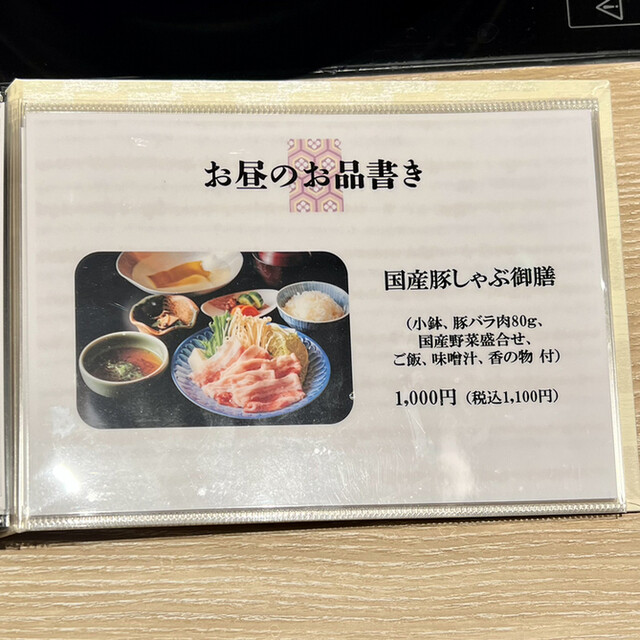 お昼のお品書き
国産豚しゃぶ御膳
（小鉢、豚バラ肉80g、
国産野菜盛合せ、
ご飯、味噌汁、香の物 付）
1,000円（税込1,100円）